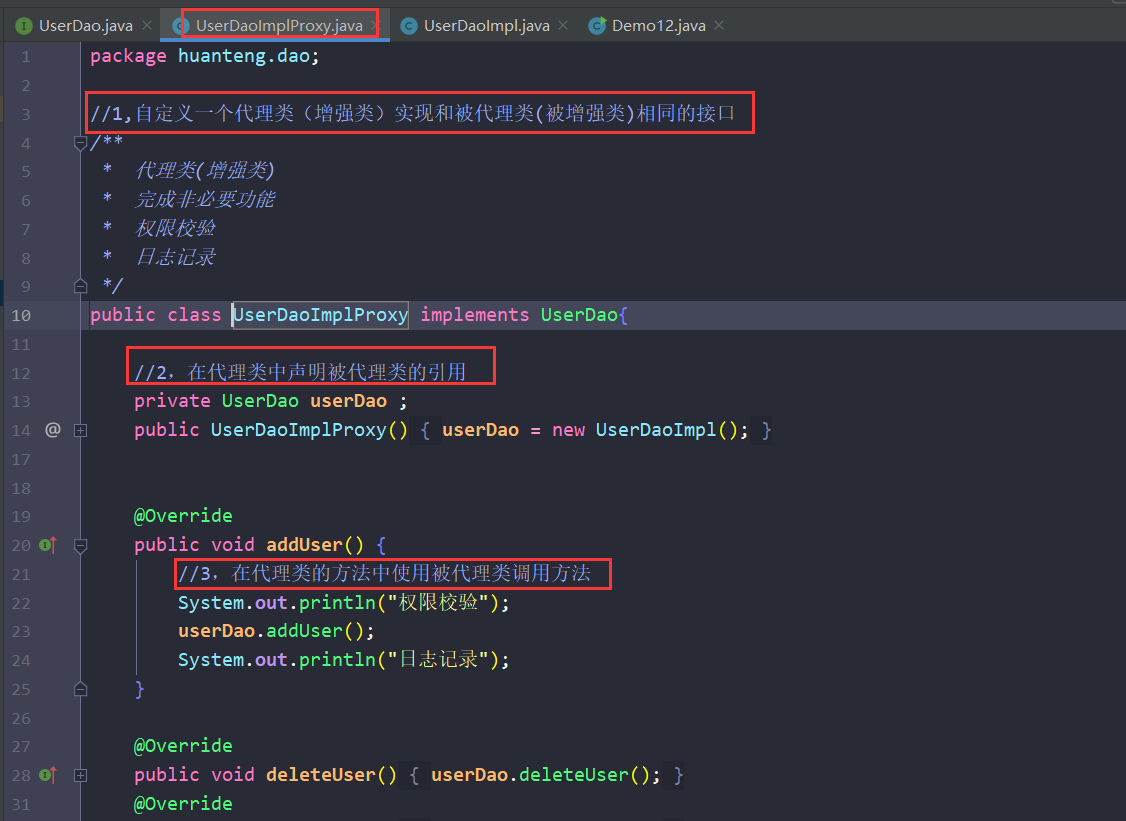 UserDao.java UserDaoImplProxy.java UserDaoImpl.java Demo12.java
1 package huanteng.dao;
2
3 //1,自定义一个代理类（增强类）实现和被代理类(被增强类)相同的接口
4 /**
5 * 代理类(增强类)
6 * 完成非必要功能
7 * 权限校验
8 * 日志记录
9 */
10 public class UserDaoImplProxy implements UserDao{
11
12 //2，在代理类中声明被代理类的引用
13 private UserDao userDao ;
14 @ public UserDaoImplProxy() { userDao = new UserDaoImpl(); }
17
18
19 @Override
20 public void addUser() {
21 //3，在代理类的方法中使用被代理类调用方法
22 System.out.println("权限校验");
23 userDao.addUser();
24 System.out.println("日志记录");
25 }
26
27 @Override
28 public void deleteUser() { userDao.deleteUser(); }
31 @Override